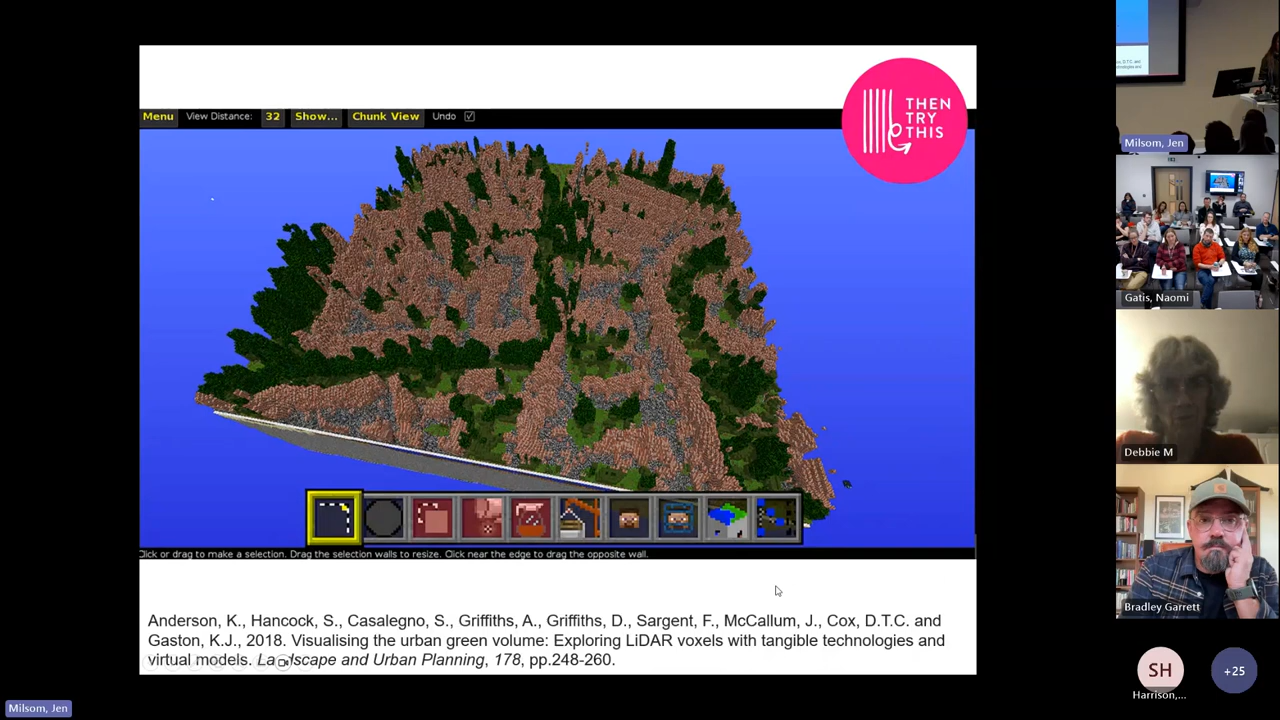 Menu View Distance: 32 Show... Chunk View Undo
THEN
TRY
THIS
Click or drag to make a selection. Drag the selection walls to resize. Click near the edge to drag the opposite wall.
Anderson, K., Hancock, S., Casalegno, S., Griffiths, A., Griffiths, D., Sargent, F., McCallum, J., Cox, D.T.C. and
Gaston, K.J., 2018. Visualising the urban green volume: Exploring LiDAR voxels with tangible technologies and
virtual models. Landscape and Urban Planning, 178, pp.248-260.
Milsom, Jen
Milsom, Jen
Gatis, Naomi
Debbie M
Bradley Garrett
SH
Harrison,...
+25